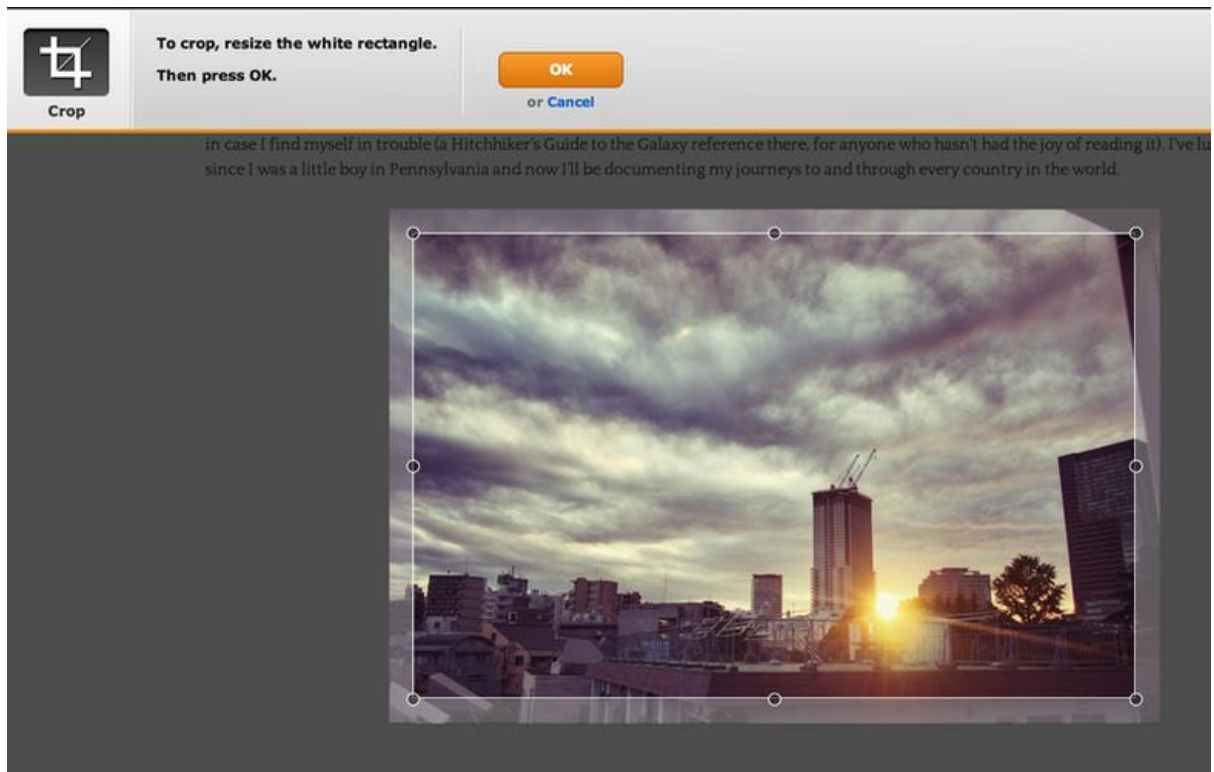 To crop, resize the white rectangle.
Then press OK.
Crop
OK
or Cancel
in case I find myself in trouble (a Hitchhiker's Guide to the Galaxy reference there, for anyone who hasn't had the joy of reading it). I've lu
since I was a little boy in Pennsylvania and now I'll be documenting my journeys to and through every country in the world.